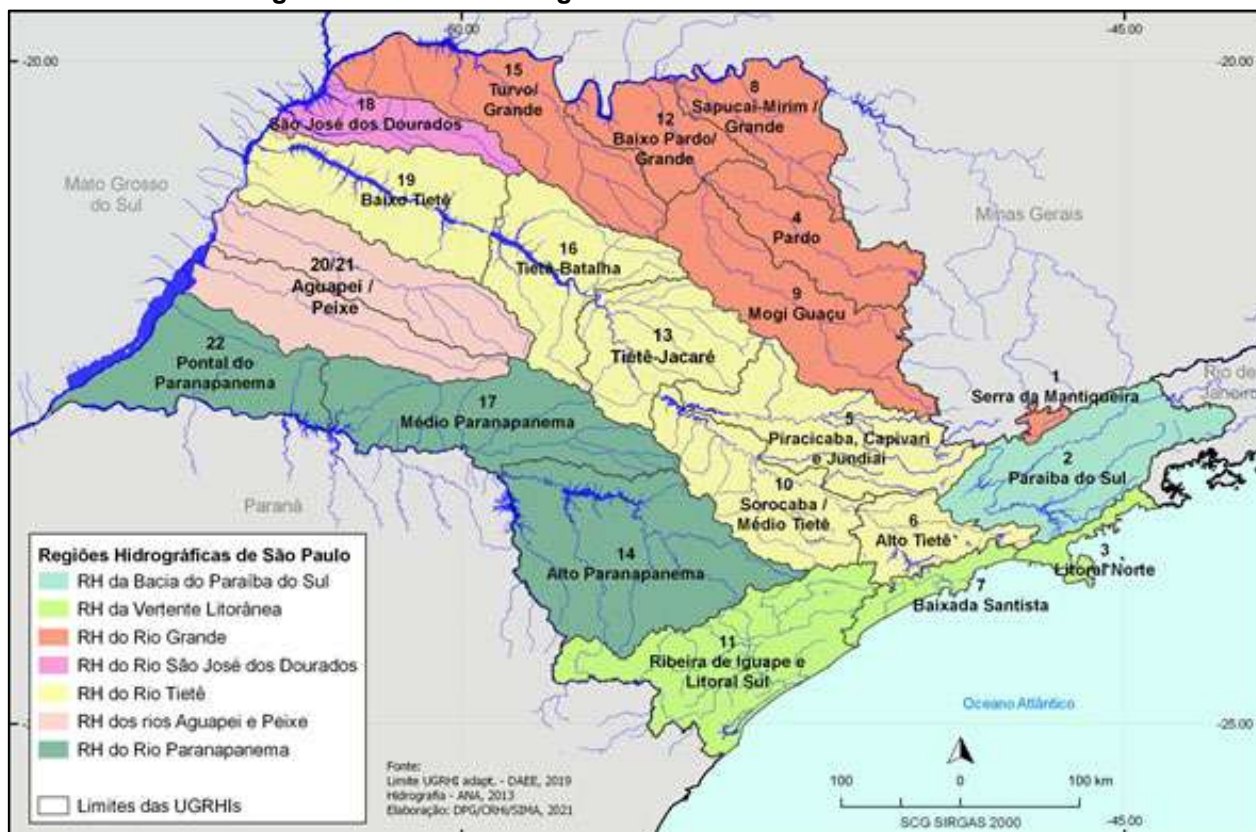 -50.00
-45.00
-20.00
-20.00
15
Turvo/
Grande
8
Sapucaí-Mirim /
Grande
18
São José dos Dourados
12
Baixo Pardo/
Grande
Mato Grosso
do Sul
19
Baixo Tietê
Minas Gerais
4
Pardo
16
Tietê-Batalha
20/21
Aguapeí /
Peixe
9
Mogi Guaçu
13
Tietê-Jacaré
22
Pontal do
Paranapanema
1
Serra da Mantiqueira
Rio de
Janeiro
17
Médio Paranapanema
5
Piracicaba, Capivari
e Jundiaí
2
Paraíba do Sul
10
Sorocaba /
Médio Tietê
Paraná
6
Alto Tietê
3
Litoral Norte
14
Alto Paranapanema
7
Baixada Santista
11
Ribeira de Iguape e
Litoral Sul
Oceano Atlântico
-25.00
Regiões Hidrográficas de São Paulo
RH da Bacia do Paraíba do Sul
RH da Vertente Litorânea
RH do Rio Grande
RH do Rio São José dos Dourados
RH do Rio Tietê
RH dos rios Aguapeí e Peixe
RH do Rio Paranapanema
Limites das UGRHIs
Fonte:
Limite UGRHI adapt. - DAEE, 2019
Hidrografia - ANA, 2013
Elaboração: DPG/CRHi/SIMA, 2021
100 0 100 km
SCG SIRGAS 2000
-45.00